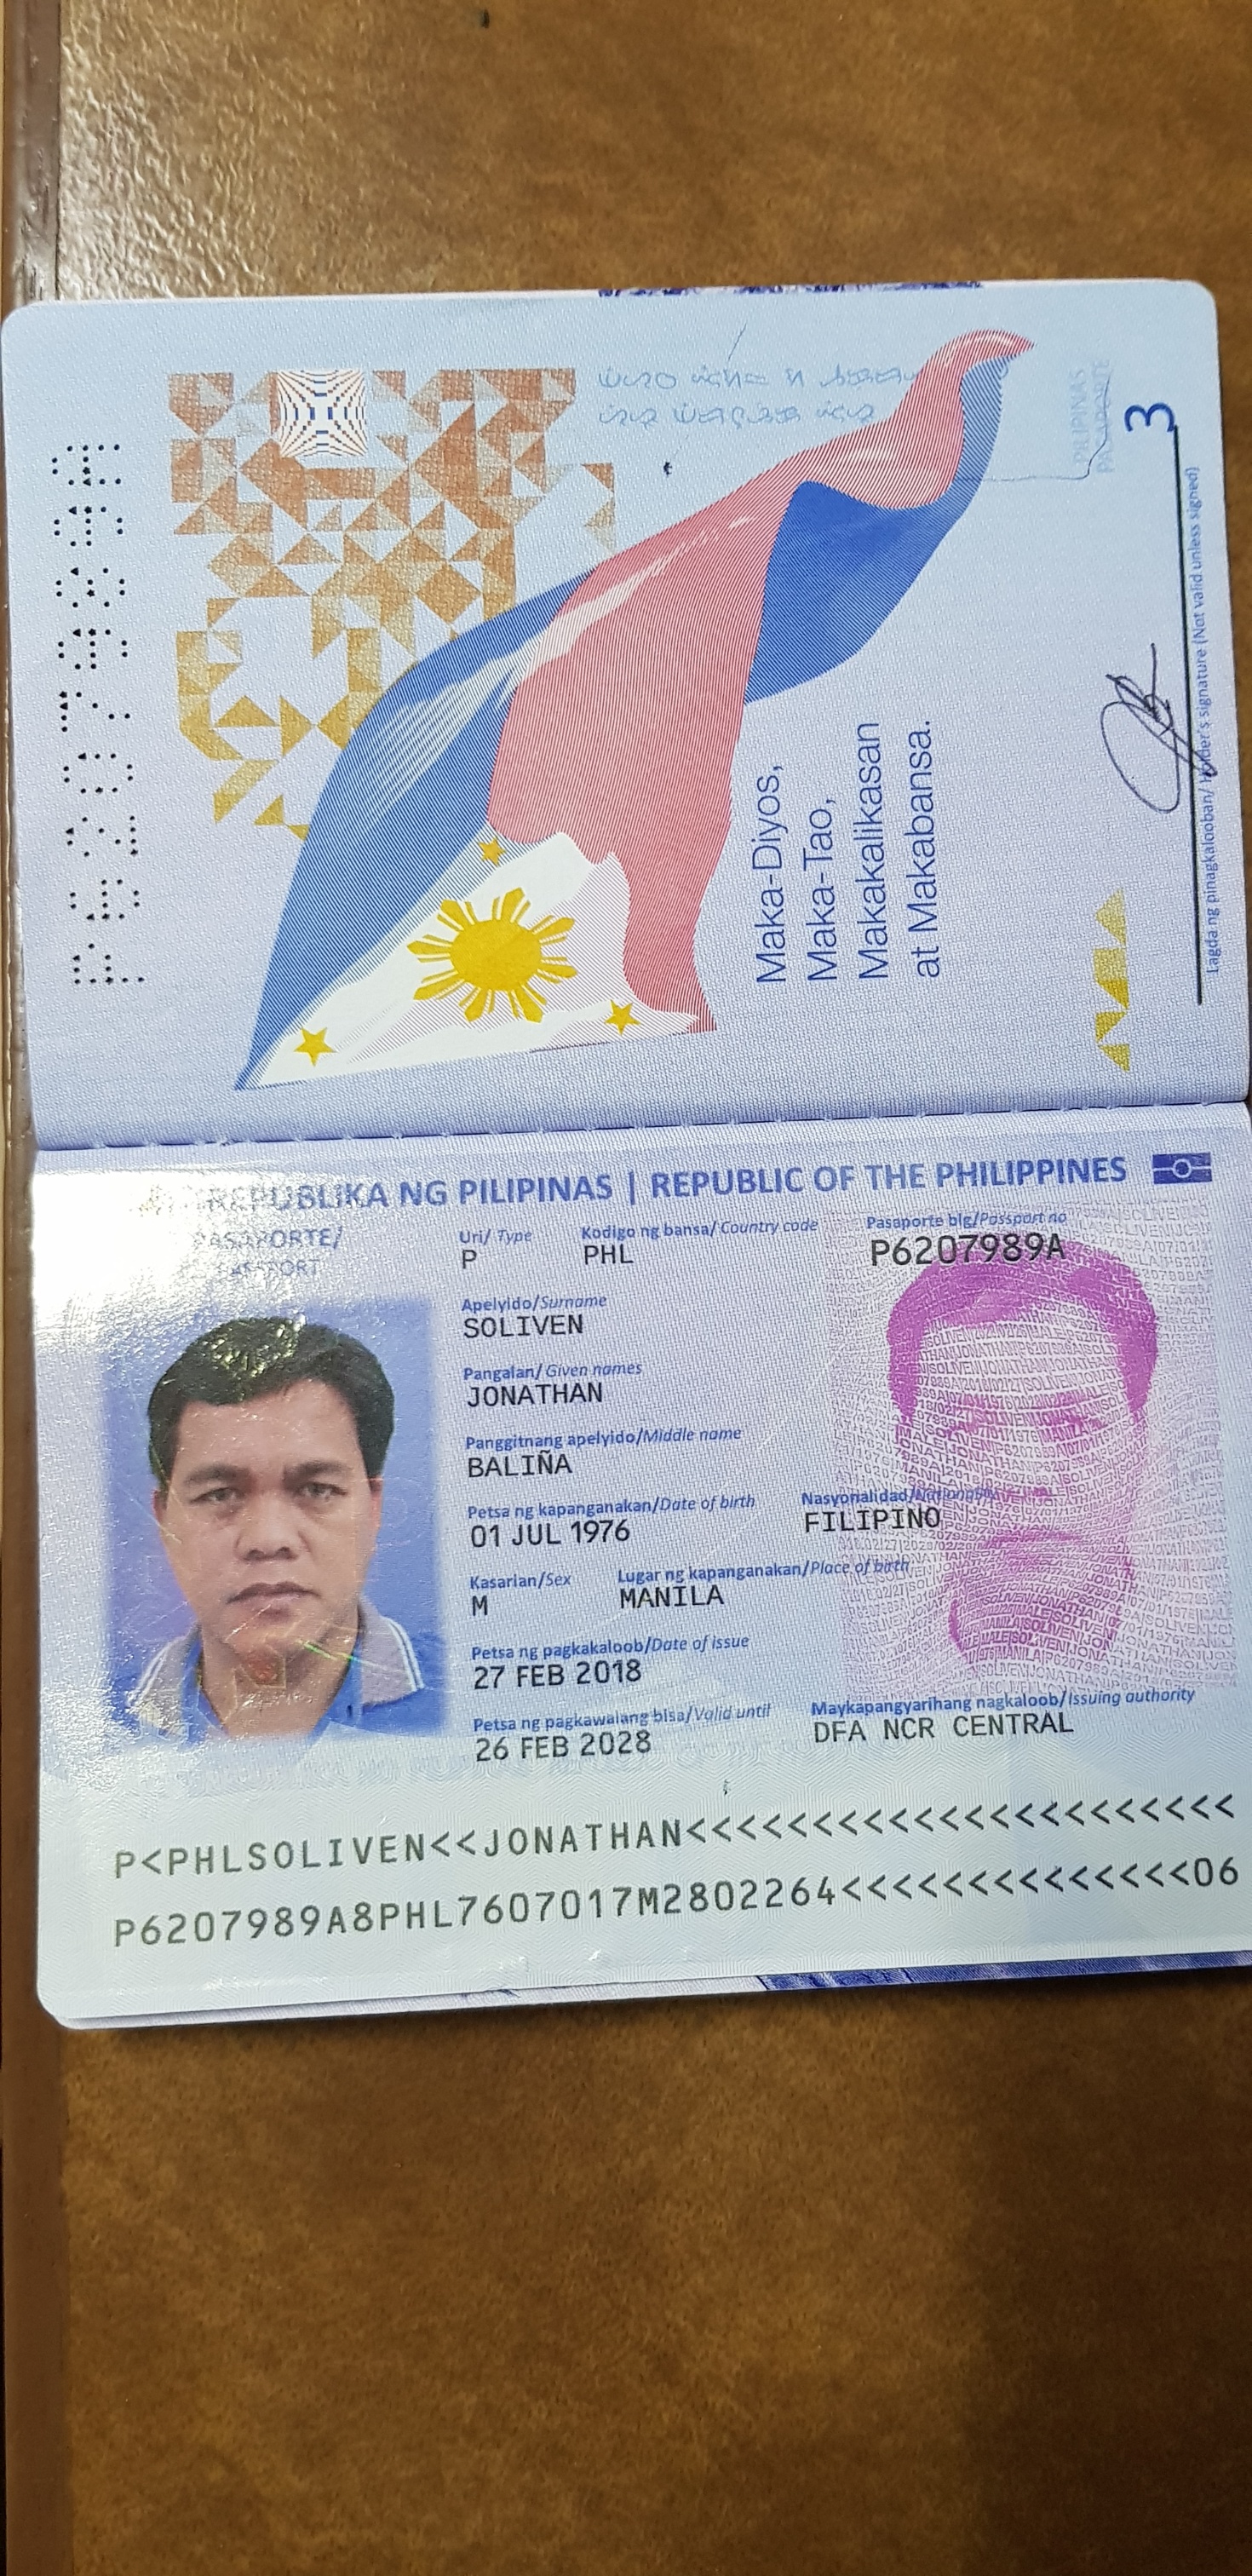 P6207989A
3
Maka-Diyos,
Maka-Tao,
Makakalikasan
at Makabansa.
Lagda ng pinagkalooban/ Holder's signature (Not valid unless signed)
PILIPINAS
PASAPORTE
REPUBLIKA NG PILIPINAS | REPUBLIC OF THE PHILIPPINES
PASAPORTE/
PASSPORT
Uri/ Type Kodigo ng bansa/ Country code Pasaporte blg/Passport no
P PHL P6207989A
Apelyido/Surname
SOLIVEN
Pangalan/ Given names
JONATHAN
Panggitnang apelyido/Middle name
BALIÑA
Petsa ng kapanganakan/Date of birth Nasyonalidad/Nationality
01 JUL 1976 FILIPINO
Kasarian/Sex Lugar ng kapanganakan/Place of birth
M MANILA
Petsa ng pagkakaloob/Date of issue
27 FEB 2018
Petsa ng pagkawalang bisa/Valid until Maykapangyarihang nagkaloob/Issuing authority
26 FEB 2028 DFA NCR CENTRAL
P<PHLSOLIVEN<<JONATHAN<<<<<<<<<<<<<<<<<<<<<<
P6207989A8PHL7607017M2802264<<<<<<<<<<<<<<06